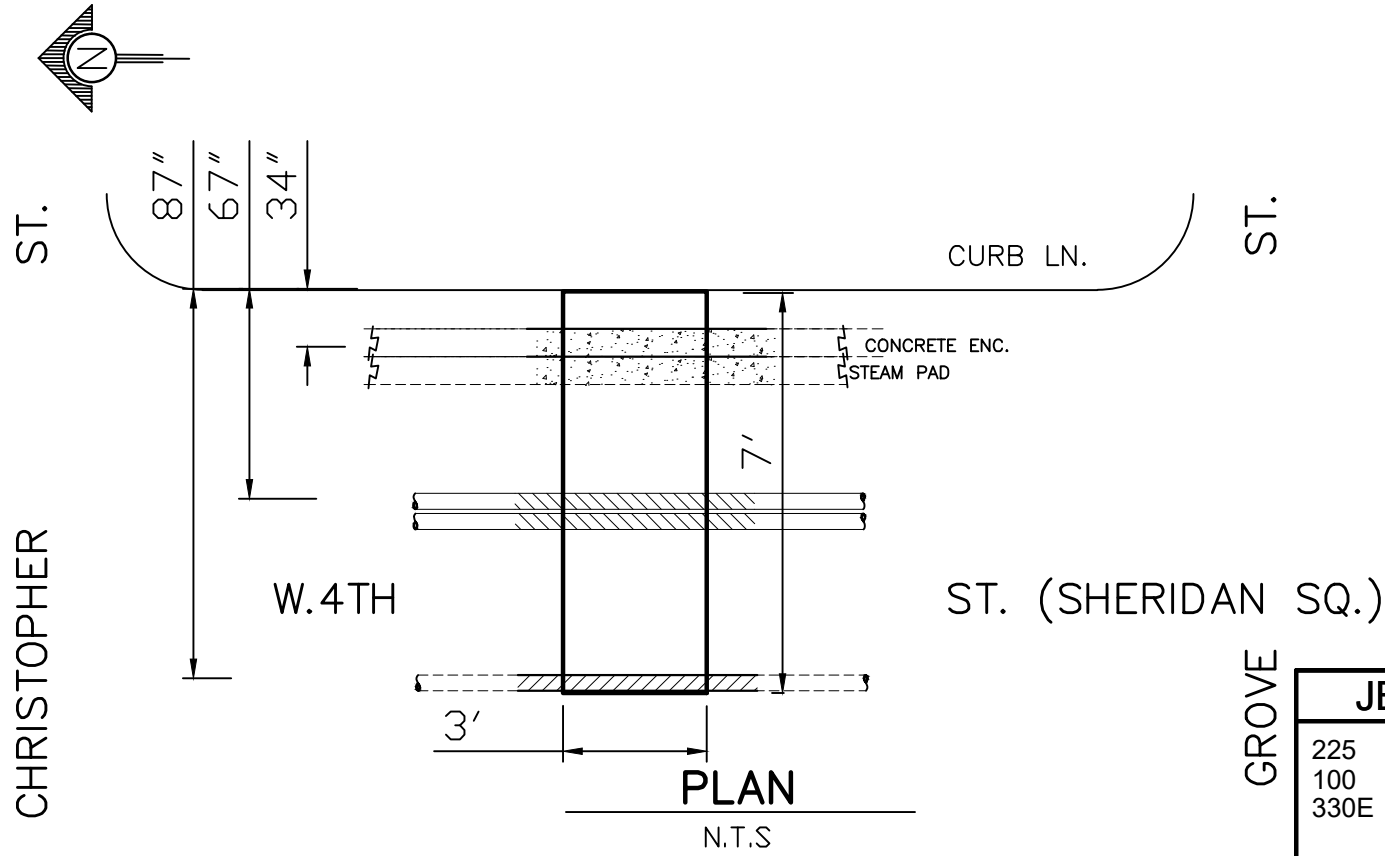 N
87"
67"
34"
ST.
ST.
CURB LN.
CONCRETE ENC.
STEAM PAD
7'
W.4TH
ST. (SHERIDAN SQ.)
CHRISTOPHER
GROVE
3'
PLAN
N.T.S
225
100
330E